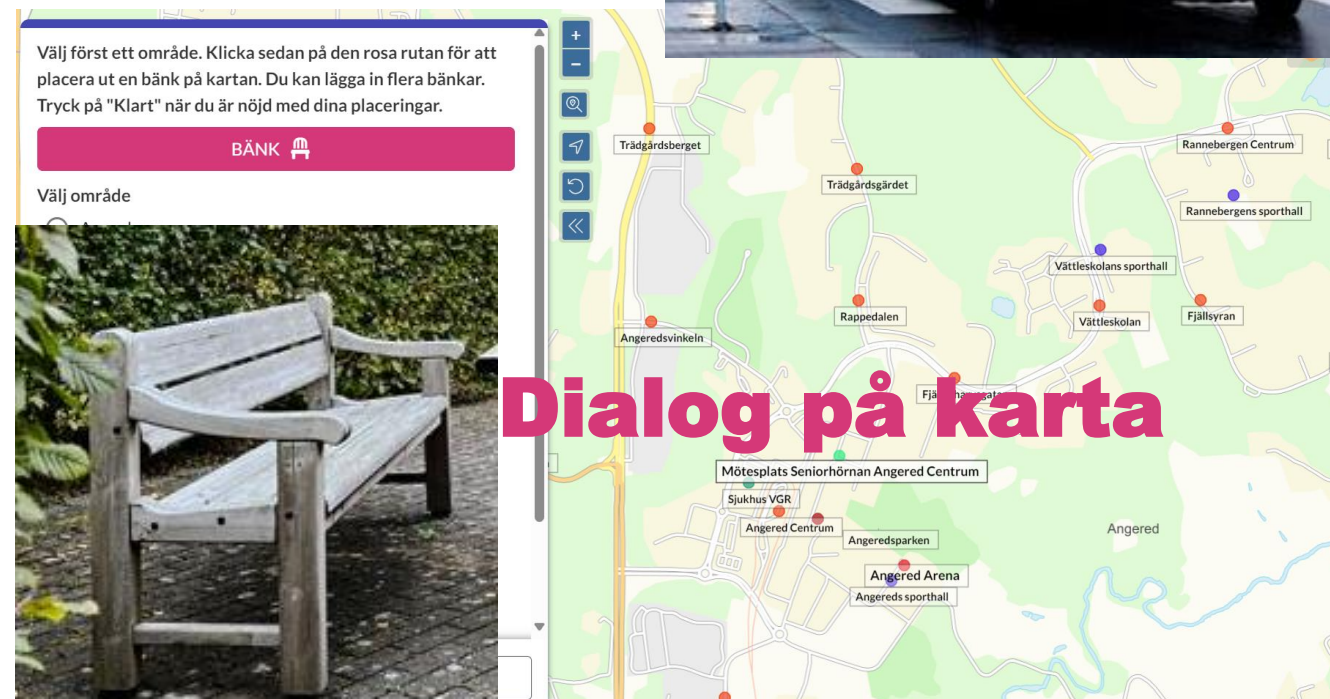 Välj först ett område. Klicka sedan på den rosa rutan för att
placera ut en bänk på kartan. Du kan lägga in flera bänkar.
Tryck på "Klart" när du är nöjd med dina placeringar.
BÄNK
Välj område
+
−
Trädgårdsberget
Rannebergen Centrum
Trädgårdsgärdet
Rannebergens sporthall
Vättleskolans sporthall
Rappedalen
Vättleskolan
Fjällsyran
Angeredsvinkeln
Dialog på karta
Mötesplats Seniorhörnan Angered Centrum
Sjukhus VGR
Angered Centrum
Angeredsparken
Angered
Angered Arena
Angereds sporthall